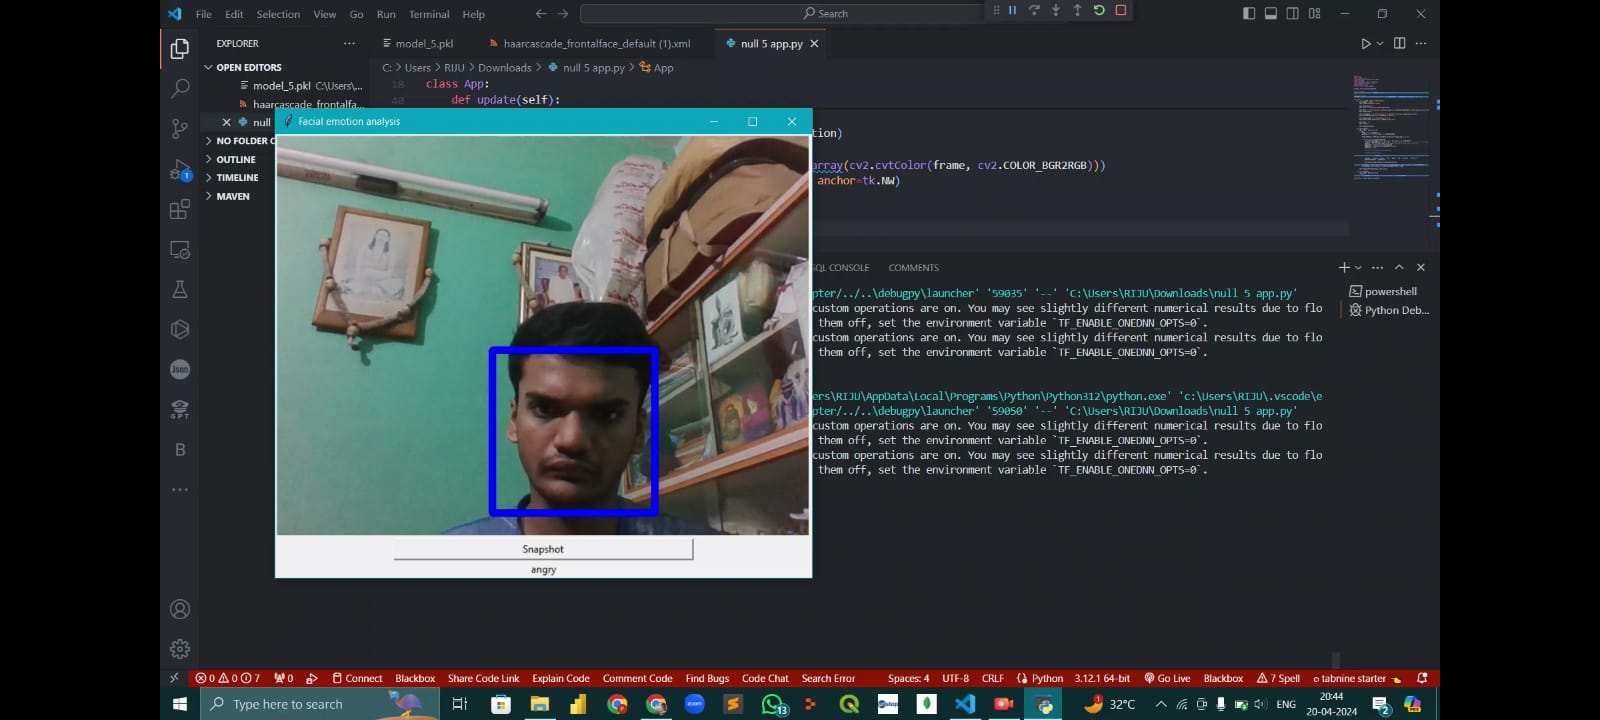 File Edit Selection View Go Run Terminal Help
Search
EXPLORER
model_5.pkl
haarcascade_frontalface_default (1).xml
null 5 app.py
OPEN EDITORS
C: > Users > RIJU > Downloads > null 5 app.py > App
model_5.pkl C:\Users\...
18 class App:
haarcascade_frontalfa...
40 def update(self):
null
Facial emotion analysis
NO FOLDER
tion)
OUTLINE
array(cv2.cvtColor(frame, cv2.COLOR_BGR2RGB)))
TIMELINE
anchor=tk.NW)
MAVEN
SQL CONSOLE COMMENTS
pter/../..\debugpy\launcher' '59035' '--' 'C:\Users\RIJU\Downloads\null 5 app.py'
powershell
custom operations are on. You may see slightly different numerical results due to flo
Python Deb...
them off, set the environment variable `TF_ENABLE_ONEDNN_OPTS=0`.
custom operations are on. You may see slightly different numerical results due to flo
them off, set the environment variable `TF_ENABLE_ONEDNN_OPTS=0`.
ers\RIJU\AppData\Local\Programs\Python\Python312\python.exe' 'c:\Users\RIJU\.vscode\e
pter/../..\debugpy\launcher' '59050' '--' 'C:\Users\RIJU\Downloads\null 5 app.py'
custom operations are on. You may see slightly different numerical results due to flo
them off, set the environment variable `TF_ENABLE_ONEDNN_OPTS=0`.
custom operations are on. You may see slightly different numerical results due to flo
them off, set the environment variable `TF_ENABLE_ONEDNN_OPTS=0`.
Json
GPT
B
Snapshot
angry
0 0 7 0 Connect Blackbox Share Code Link Explain Code Comment Code Find Bugs Code Chat Search Error Spaces: 4 UTF-8 CRLF Python 3.12.1 64-bit Go Live Blackbox 7 Spell tabnine starter
Type here to search
zoom
13
32°C
ENG
20:44
20-04-2024
2